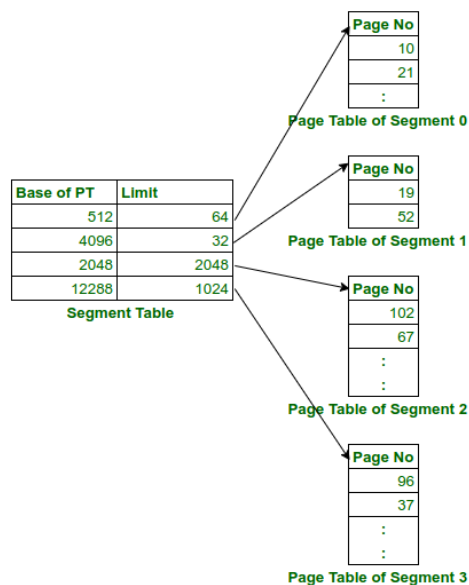 Page No
10
21
:
Page Table of Segment 0
Page No
19
52
Page Table of Segment 1
Base of PT Limit
512 64
4096 32
2048 2048
12288 1024
Segment Table
Page No
102
67
:
:
Page Table of Segment 2
Page No
96
37
:
:
Page Table of Segment 3